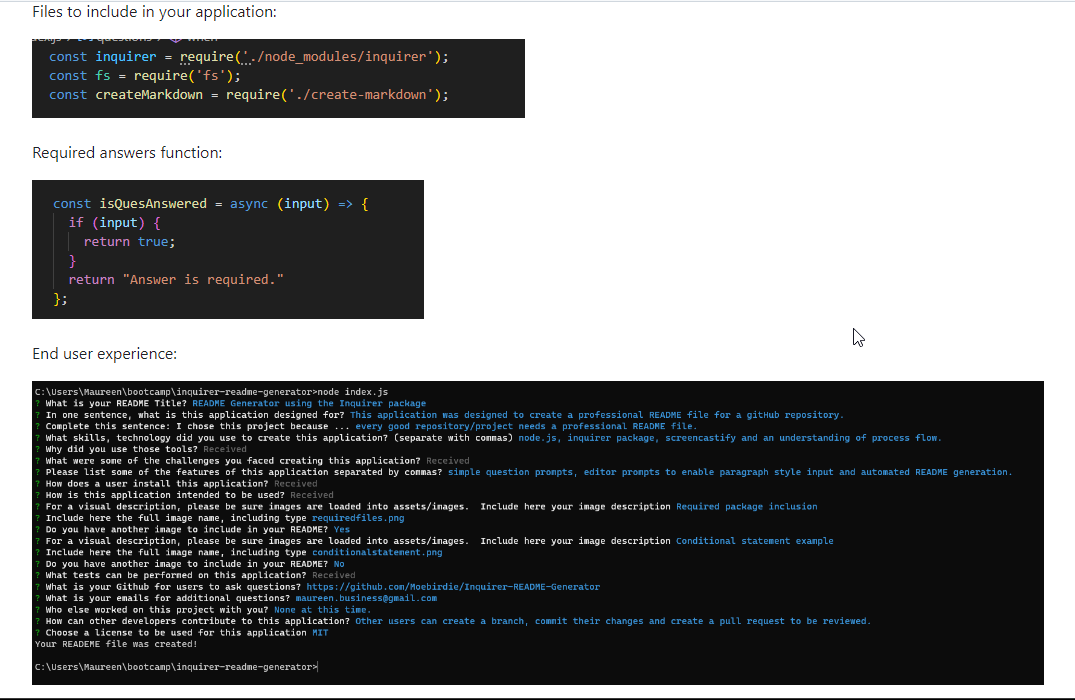 Files to include in your application:
const inquirer = require('./node_modules/inquirer');
const fs = require('fs');
const createMarkdown = require('./create-markdown');
Required answers function:
const isQuesAnswered = async (input) => {
if (input) {
return true;
}
return "Answer is required."
};
End user experience:
C:\Users\Maureen\bootcamp\inquirer-readme-generator>node index.js
? What is your README Title? README Generator using the Inquirer package
? In one sentence, what is this application designed for? This application was designed to create a professional README file for a gitHub repository.
? Complete this sentence: I chose this project because ... every good repository/project needs a professional README file.
? What skills, technology did you use to create this application? (separate with commas) node.js, inquirer package, screencastify and an understanding of process flow.
? Why did you use those tools? Received
? What were some of the challenges you faced creating this application? Received
? Please list some of the features of this application separated by commas? simple question prompts, editor prompts to enable paragraph style input and automated README generation.
? How does a user install this application? Received
? How is this application intended to be used? Received
? For a visual description, please be sure images are loaded into assets/images.  Include here your image description Required package inclusion
? Include here the full image name, including type requiredfiles.png
? Do you have another image to include in your README? Yes
? For a visual description, please be sure images are loaded into assets/images.  Include here your image description Conditional statement example
? Include here the full image name, including type conditionalstatement.png
? Do you have another image to include in your README? No
? What tests can be performed on this application? Received
? What is your Github for users to ask questions? https://github.com/Moebirdie/Inquirer-README-Generator
? What is your emails for additional questions? maureen.business@gmail.com
? Who else worked on this project with you? None at this time.
? How can other developers contribute to this application? Other users can create a branch, commit their changes and create a pull request to be reviewed.
? Choose a license to be used for this application MIT
Your READEME file was created!
C:\Users\Maureen\bootcamp\inquirer-readme-generator>